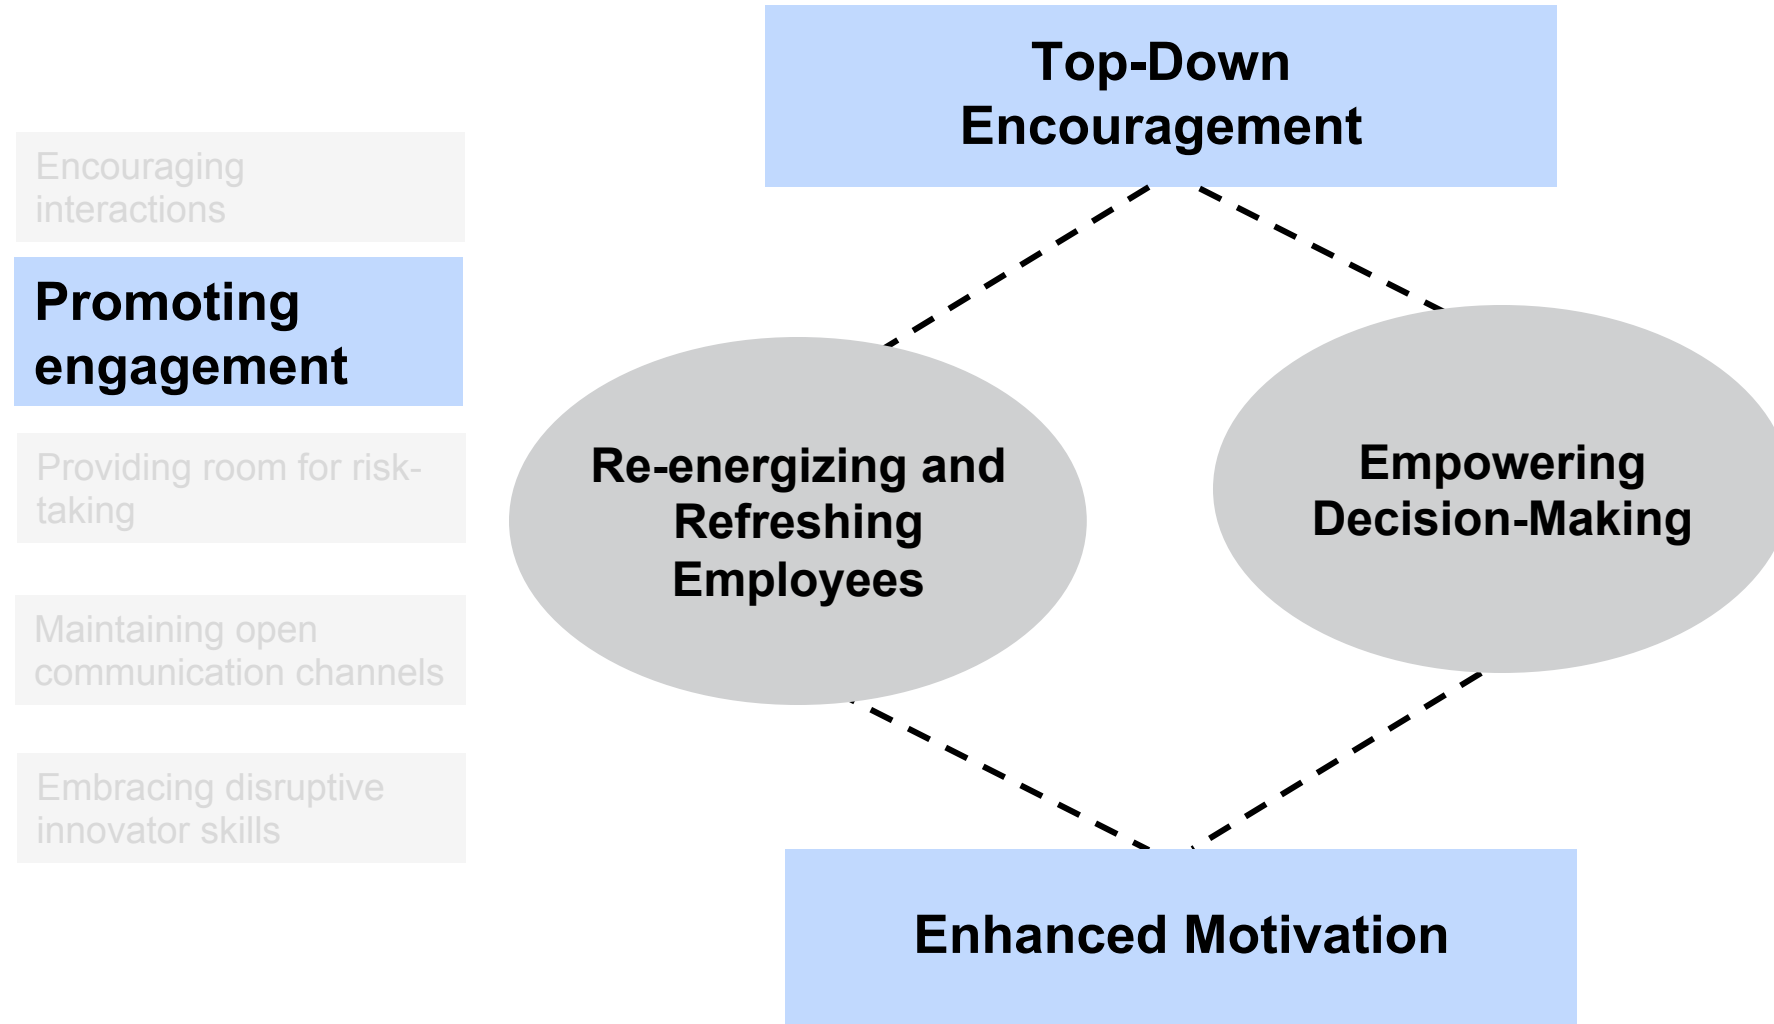 Top-Down
Encouragement
Encouraging
interactions
Promoting
engagement
Providing room for risk-
taking
Maintaining open
communication channels
Embracing disruptive
innovator skills
Re-energizing and
Refreshing
Employees
Empowering
Decision-Making
Enhanced Motivation